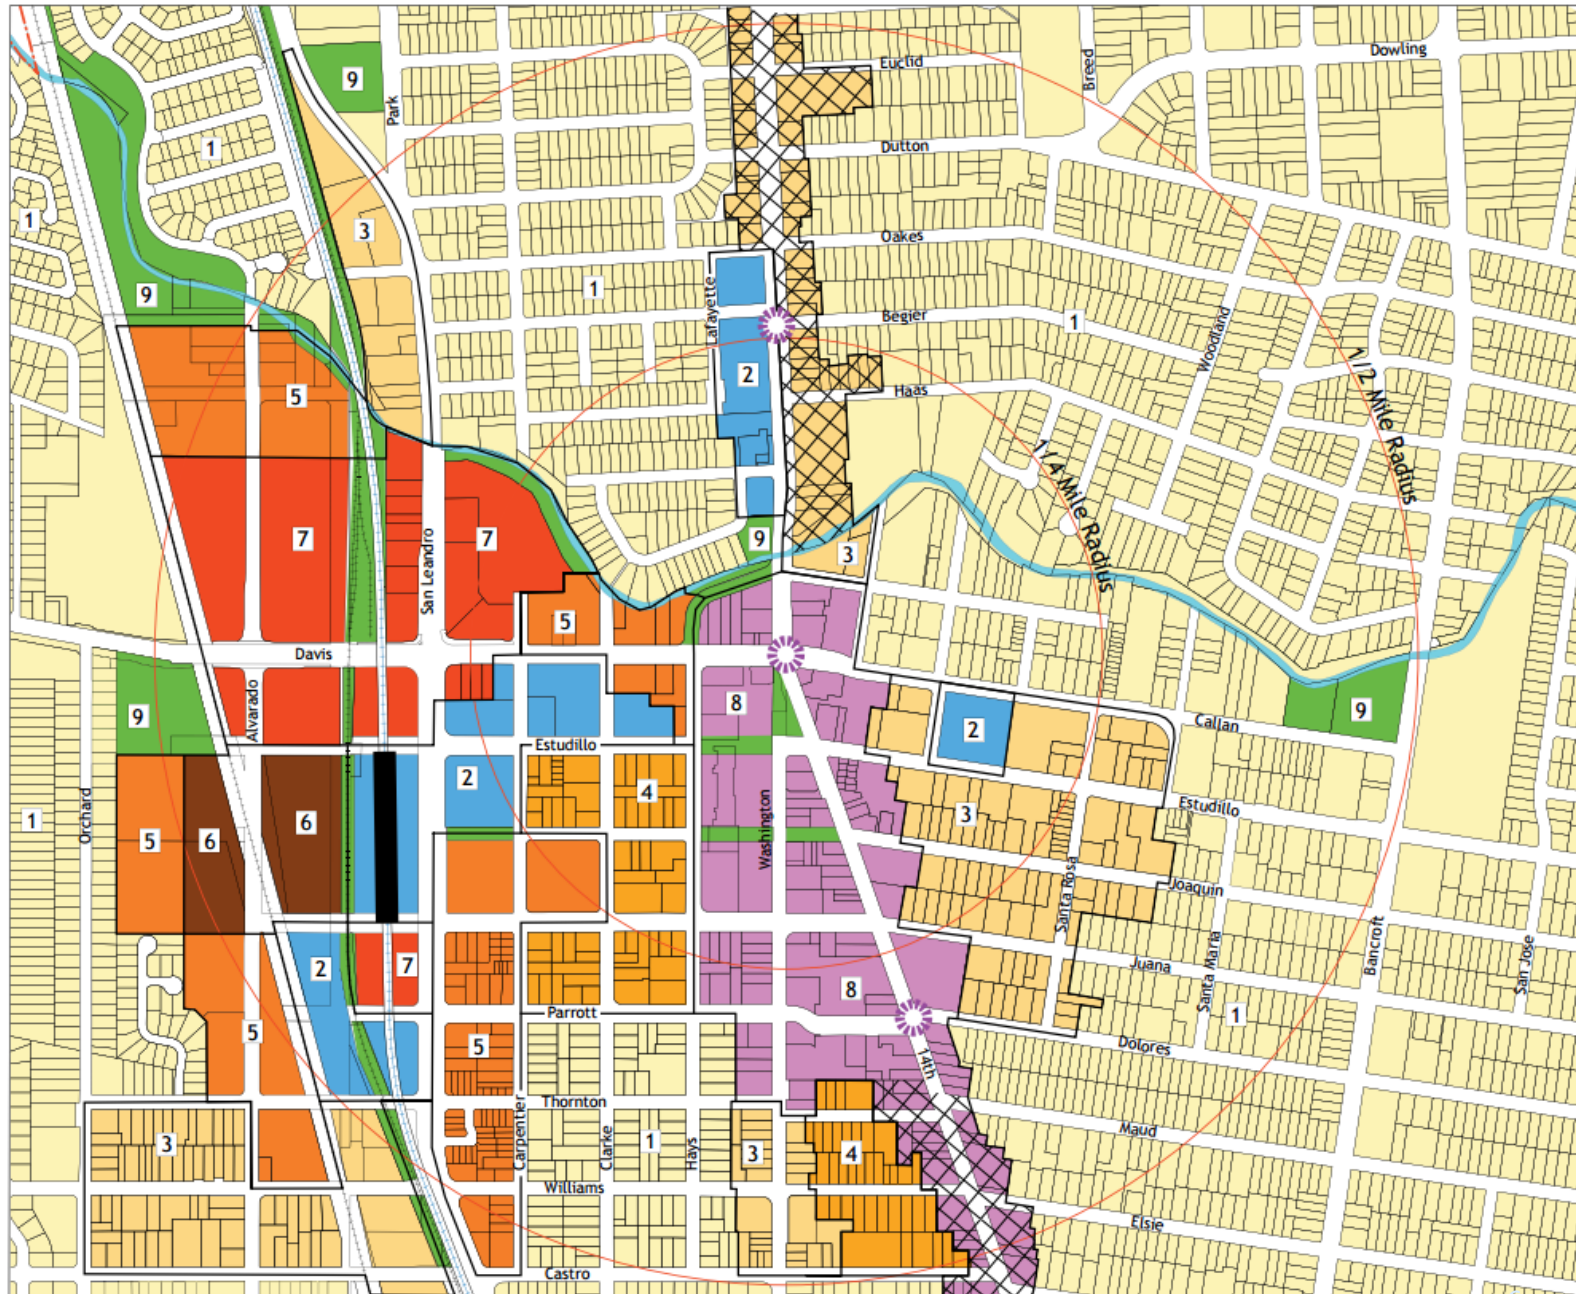 Euclid
Dowling
Breed
9
Park
1
Dutton
1
3
Oakes
9
1
Lafayette
Begier
1
Woodland
2
5
Haas
1/2 Mile Radius
1/4 Mile Radius
7
San Leandro
7
9
3
5
Davis
9
Alvarado
8
2
9
Callan
Estudillo
2
4
Washington
Estudillo
1
Orchard
5
6
6
3
Santa Rosa
Joaquin
2
7
8
Juana
Santa Maria
Bancroft
San Jose
Parrott
1
5
5
14th
Dolores
Thornton
Carpentier
Clarke
Hays
3
1
3
4
Maud
Williams
Elsie
Castro